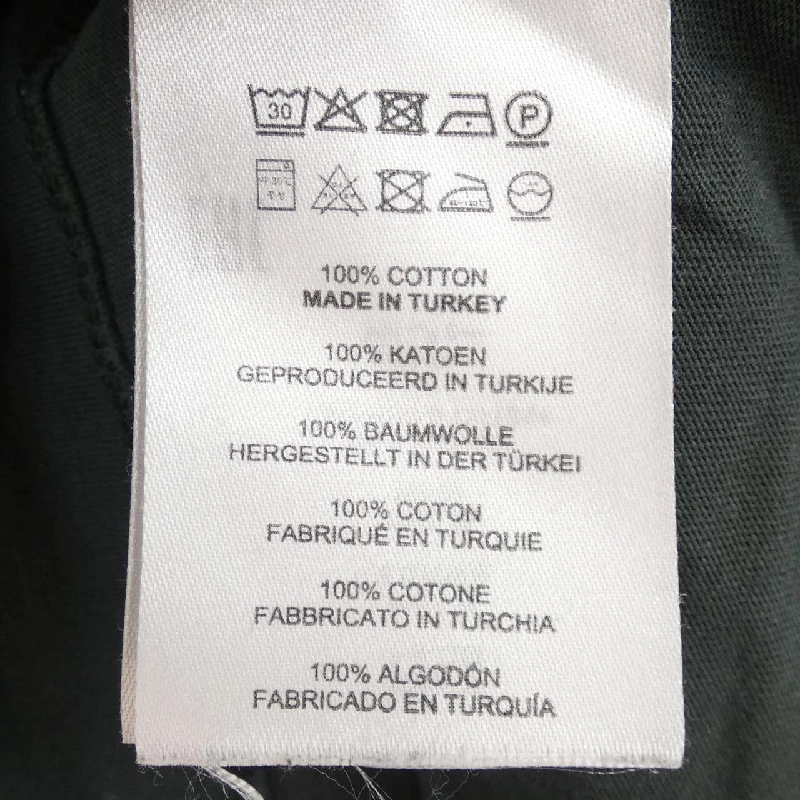 30 P
100% COTTON
MADE IN TURKEY
100% KATOEN
GEPRODUCEERD IN TURKIJE
100% BAUMWOLLE
HERGESTELLT IN DER TÜRKEI
100% COTON
FABRIQUÉ EN TURQUIE
100% COTONE
FABBRICATO IN TURCHIA
100% ALGODÓN
FABRICADO EN TURQUÍA